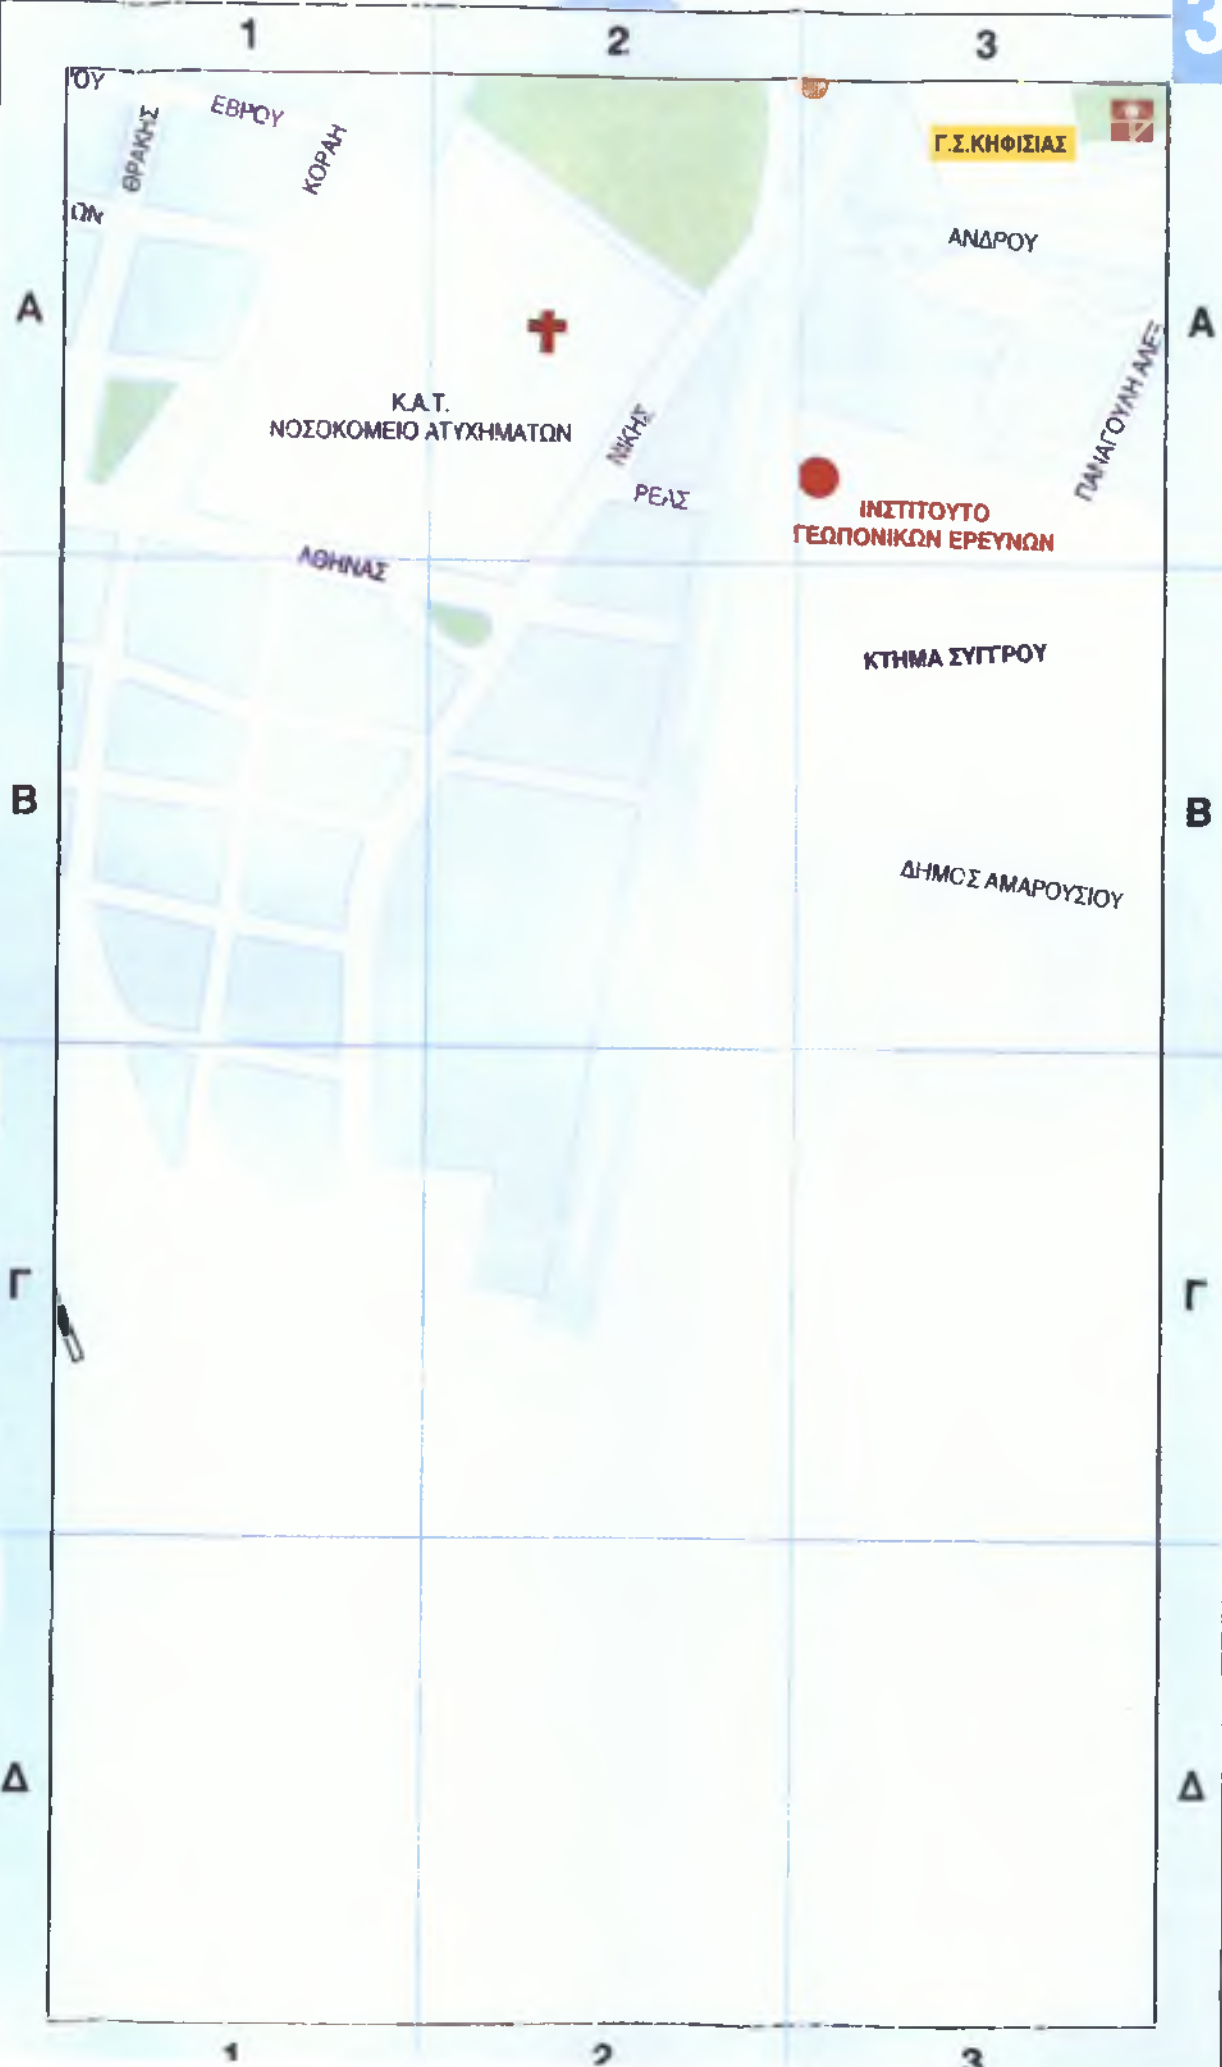 3
1 2 3
ΟΥ
ΘΡΑΚΗΣ
ΕΒΡΟΥ
ΚΟΡΑΗ
Γ.Σ.ΚΗΦΙΣΙΑΣ
ΩΝ
ΑΝΔΡΟΥ
Α
Α
Κ.Α.Τ.
ΝΟΣΟΚΟΜΕΙΟ ΑΤΥΧΗΜΑΤΩΝ
ΝΙΚΗΣ
ΠΑΝΑΓΟΥΛΗ ΑΛΕΞ
ΙΝΣΤΙΤΟΥΤΟ
ΓΕΩΠΟΝΙΚΩΝ ΕΡΕΥΝΩΝ
ΑΘΗΝΑΣ
ΚΤΗΜΑ ΣΥΓΓΡΟΥ
Β
Β
ΔΗΜΟΣ ΑΜΑΡΟΥΣΙΟΥ
Γ
Γ
Δ
Δ
1 2 3